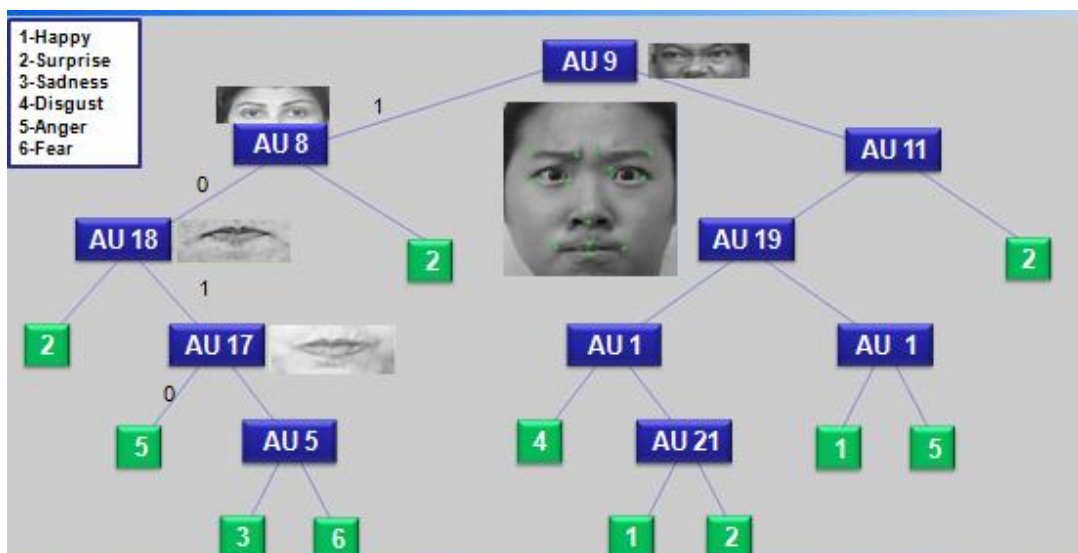 1-Happy
2-Surprise
3-Sadness
4-Disgust
5-Anger
6-Fear
AU 9
1
AU 8
AU 11
0
AU 18
2
AU 19
2
1
2
AU 17
AU 1
AU 1
0
5
AU 5
4
AU 21
1
5
3
6
1
2